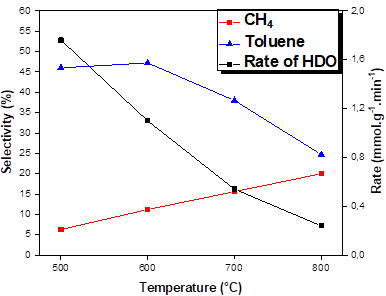 CH4
Toluene
Rate of HDO
60
55
50
45
40
35
30
25
20
15
10
5
0
Selectivity (%)
2,0
1,6
1,2
0,8
0,4
0,0
Rate (mmol.g-1.min-1)
500 600 700 800
Temperature (°C)